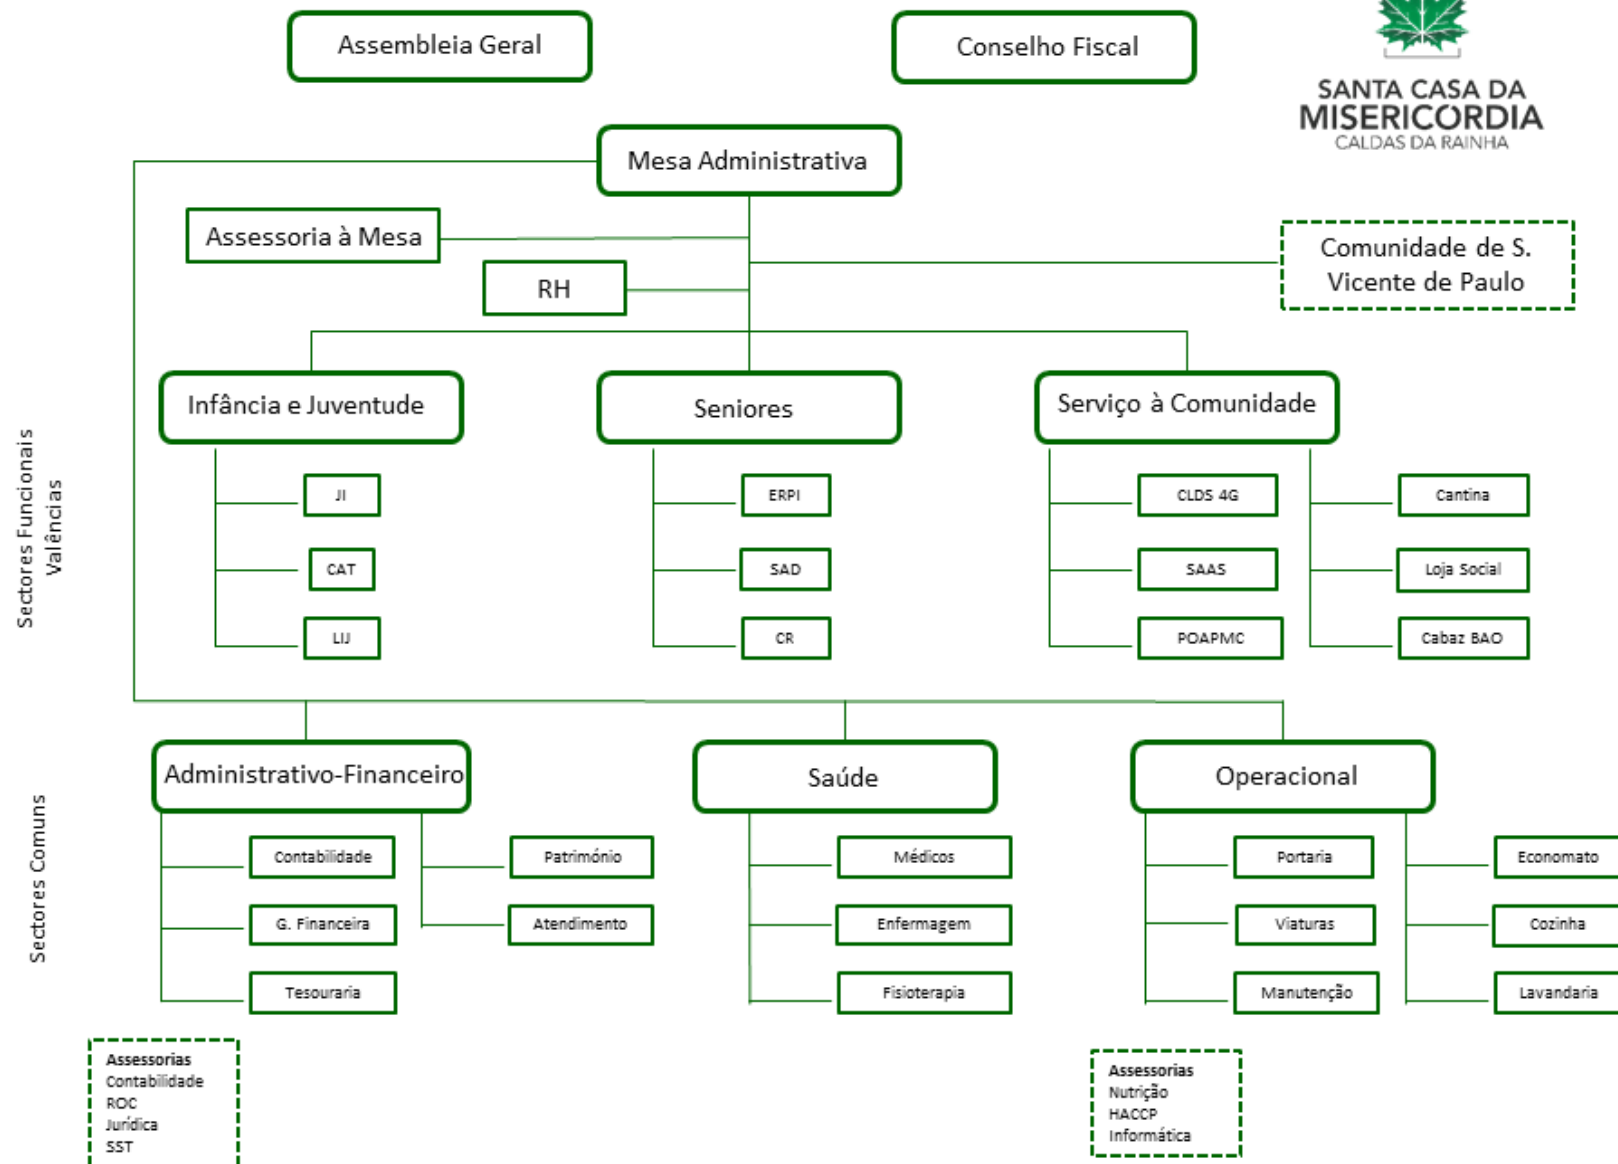 Assembleia Geral
Conselho Fiscal
SANTA CASA DA
MISERICÓRDIA
CALDAS DA RAINHA
Mesa Administrativa
Assessoria à Mesa
Comunidade de S.
Vicente de Paulo
RH
Infância e Juventude
Seniores
Serviço à Comunidade
Sectores Funcionais
Valências
JI
ERPI
CLDS 4G
Cantina
CAT
SAD
SAAS
Loja Social
LIJ
CR
POAPMC
Cabaz BAO
Administrativo-Financeiro
Saúde
Operacional
Sectores Comuns
Contabilidade
Património
Médicos
Portaria
Economato
G. Financeira
Atendimento
Enfermagem
Viaturas
Cozinha
Tesouraria
Fisioterapia
Manutenção
Lavandaria
Assessorias
Contabilidade
ROC
Jurídica
SST
Assessorias
Nutrição
HACCP
Informática